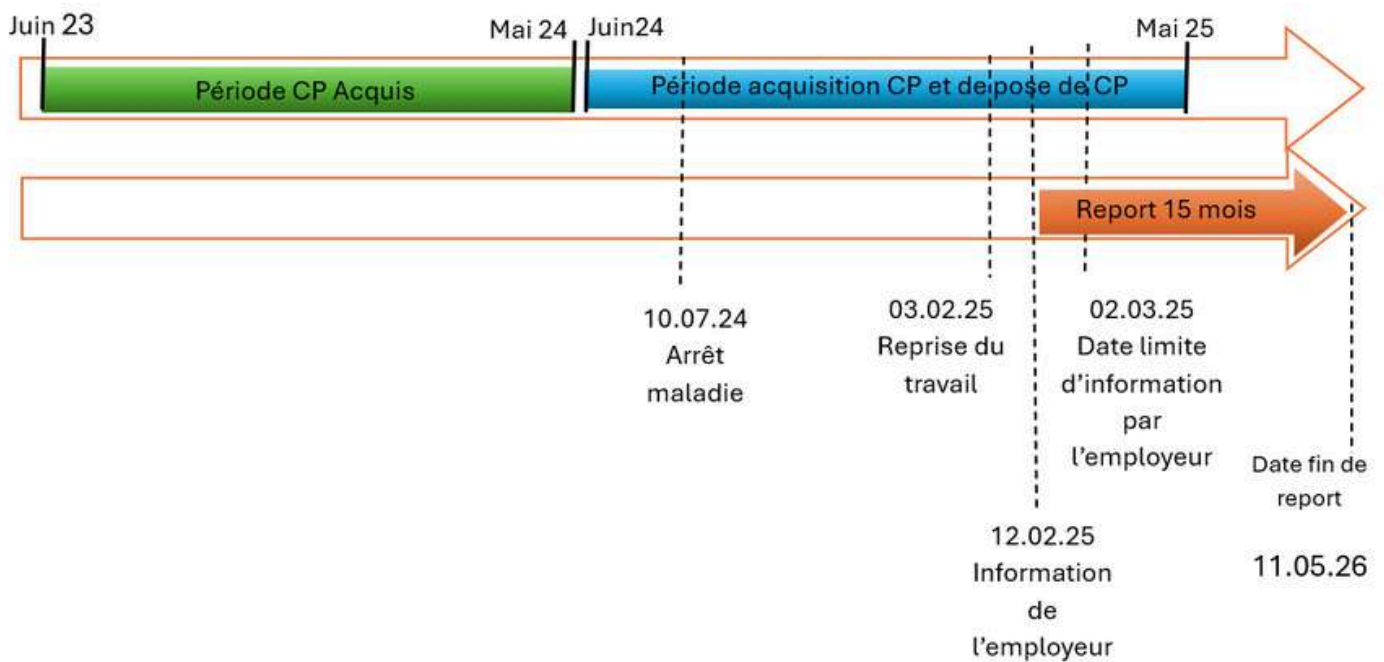 Juin 23
Mai 24
Juin24
Mai 25
Période CP Acquis
Période acquisition CP et de pose de CP
Report 15 mois
10.07.24
Arrêt
maladie
03.02.25
Reprise du
travail
02.03.25
Date limite
d’information
par
l’employeur
Date fin de
report
12.02.25
Information
de
l’employeur
11.05.26